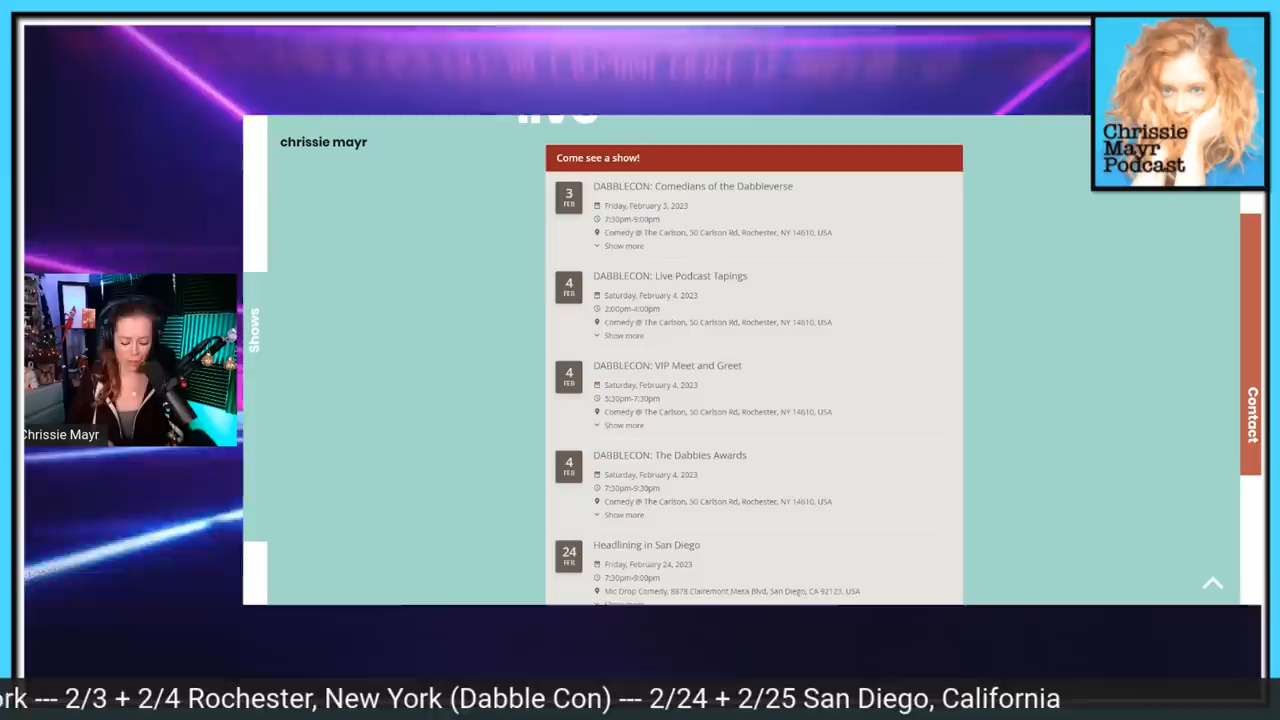 chrissie mayr
Come see a show!
3
FEB
DABBLECON: Comedians of the Dabbleverse
Friday, February 3, 2023
7:30pm-9:00pm
Comedy @ The Carlson, 50 Carlson Rd, Rochester, NY 14610, USA
Show more
4
FEB
DABBLECON: Live Podcast Tapings
Saturday, February 4, 2023
2:00pm-4:00pm
Comedy @ The Carlson, 50 Carlson Rd, Rochester, NY 14610, USA
Show more
4
FEB
DABBLECON: VIP Meet and Greet
Saturday, February 4, 2023
5:30pm-7:30pm
Comedy @ The Carlson, 50 Carlson Rd, Rochester, NY 14610, USA
Show more
4
FEB
DABBLECON: The Dabbies Awards
Saturday, February 4, 2023
7:30pm-9:30pm
Comedy @ The Carlson, 50 Carlson Rd, Rochester, NY 14610, USA
Show more
24
FEB
Headlining in San Diego
Friday, February 24, 2023
7:30pm-9:00pm
Mic Drop Comedy, 8878 Clairemont Mesa Blvd, San Diego, CA 92123, USA
Shows
Contact
Chrissie
Mayr
Podcast
Chrissie Mayr
rk --- 2/3 + 2/4 Rochester, New York (Dabble Con) --- 2/24 + 2/25 San Diego, California